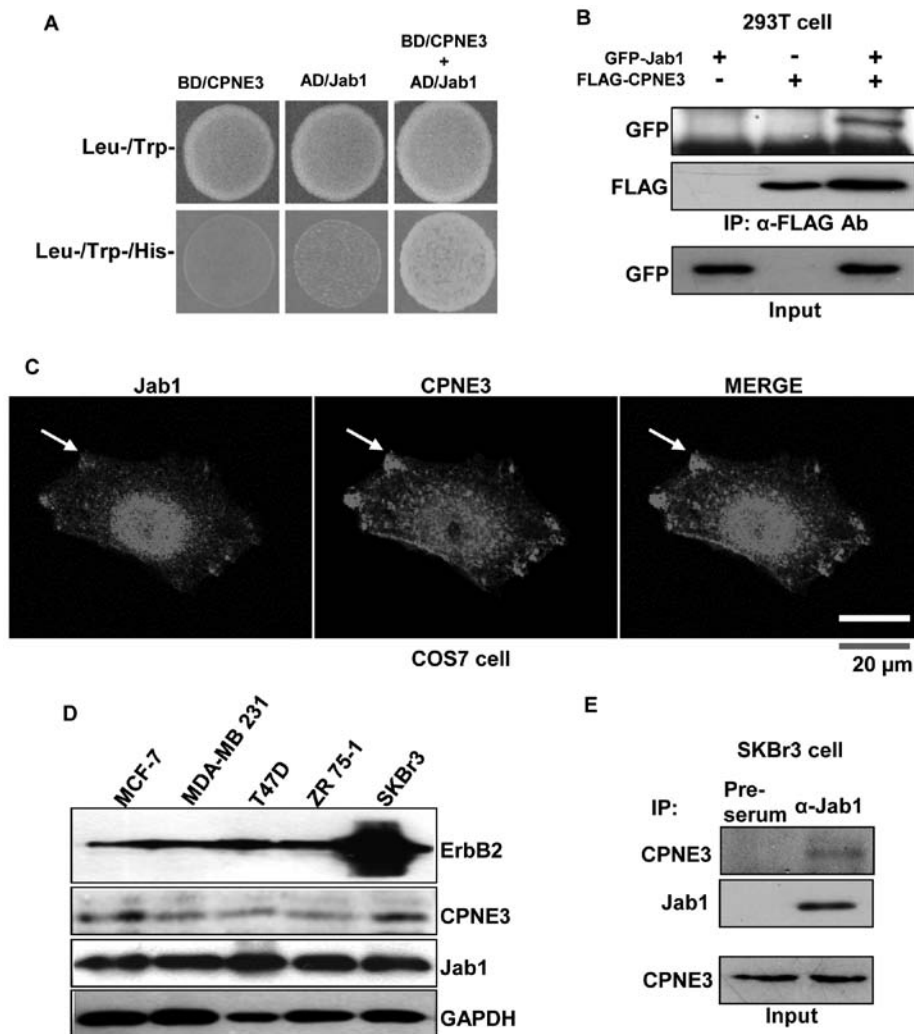 A
BD/CPNE3
AD/Jab1
BD/CPNE3
+
AD/Jab1
Leu-/Trp-
Leu-/Trp-/His-
B
293T cell
GFP-Jab1 + - +
FLAG-CPNE3 - + +
GFP
FLAG
IP: α-FLAG Ab
GFP
Input
C
Jab1
CPNE3
MERGE
COS7 cell
20 µm
D
MCF-7
MDA-MB 231
T47D
ZR 75-1
SKBr3
ErbB2
CPNE3
Jab1
GAPDH
E
SKBr3 cell
IP:
Pre-
serum
α-Jab1
CPNE3
Jab1
CPNE3
Input